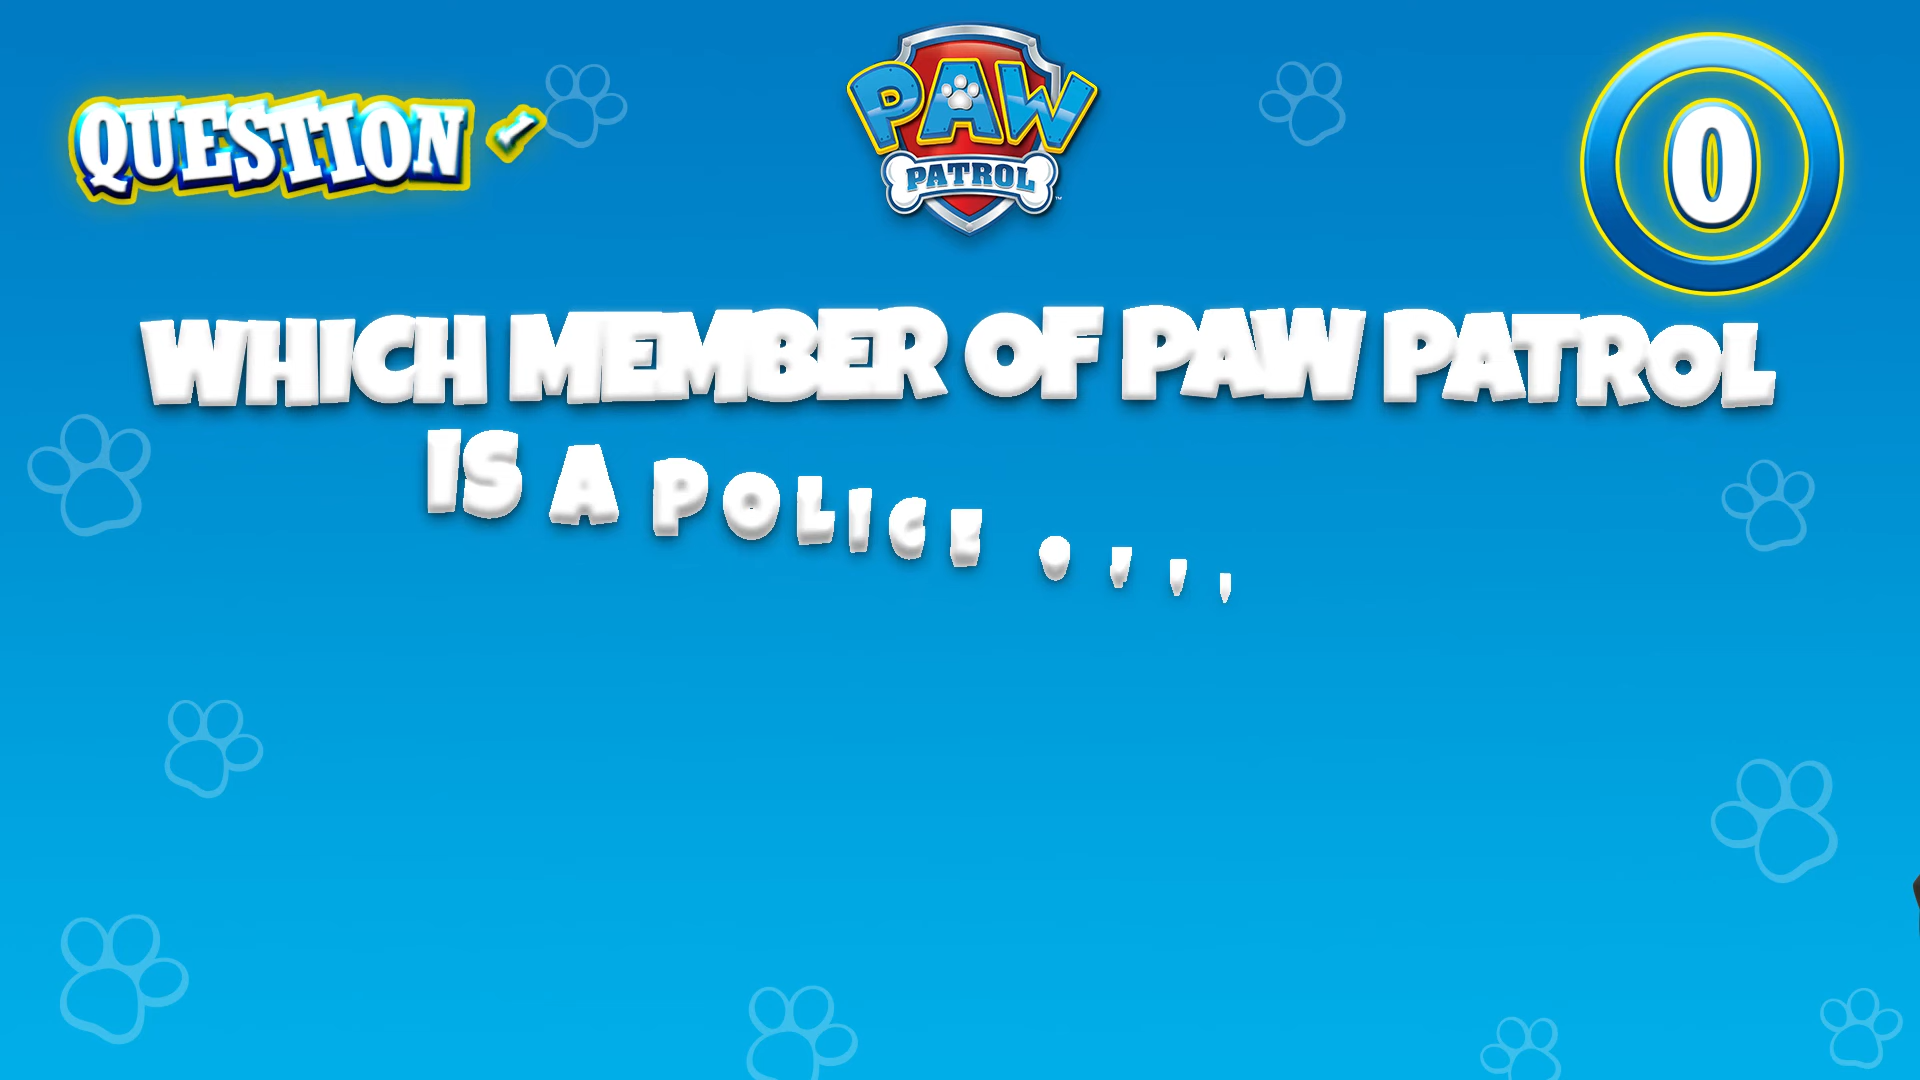 QUESTION
PAW
PATROL
0
WHICH MEMBER OF PAW PATROL
IS A POLICE